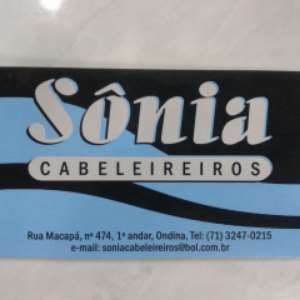 Sônia
CABELEIREIROS
Rua Macapá, nº 474, 1º andar, Ondina, Tel: (71) 3247-0215
e-mail: soniacabeleireiros@bol.com.br